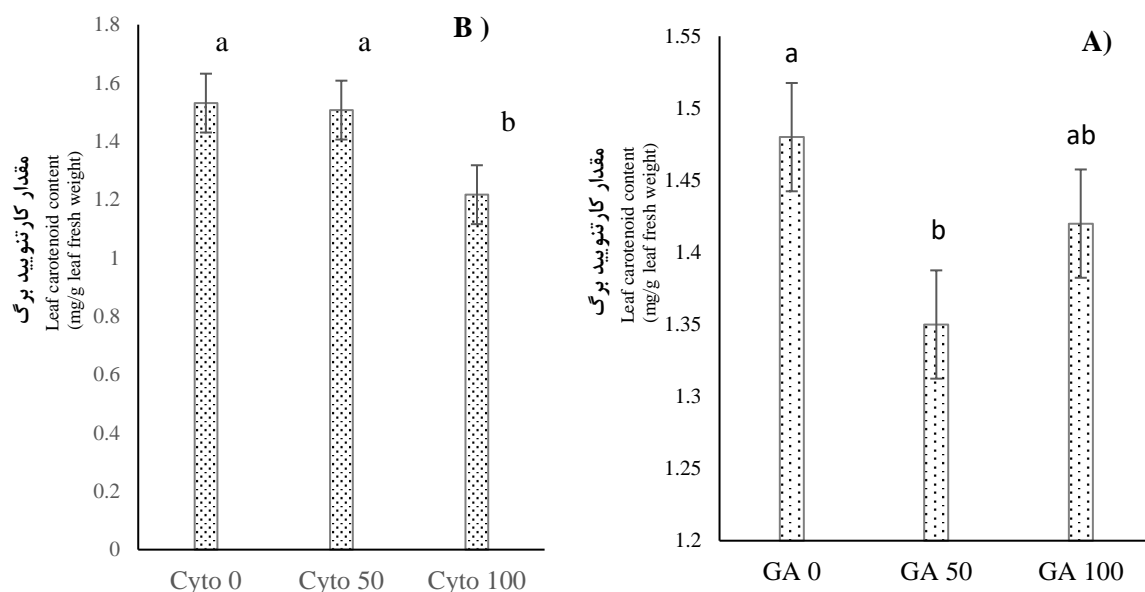 B )
1.8
1.6
1.4
1.2
1
0.8
0.6
0.4
0.2
0
a
a
b
Cyto 0
Cyto 50
Cyto 100
مقدار کارتنویید برگ
Leaf carotenoid content
(mg/g leaf fresh weight)
A)
1.55
1.5
1.45
1.4
1.35
1.3
1.25
1.2
a
b
ab
GA 0
GA 50
GA 100
مقدار کارتنویید برگ
Leaf carotenoid content
(mg/g leaf fresh weight)